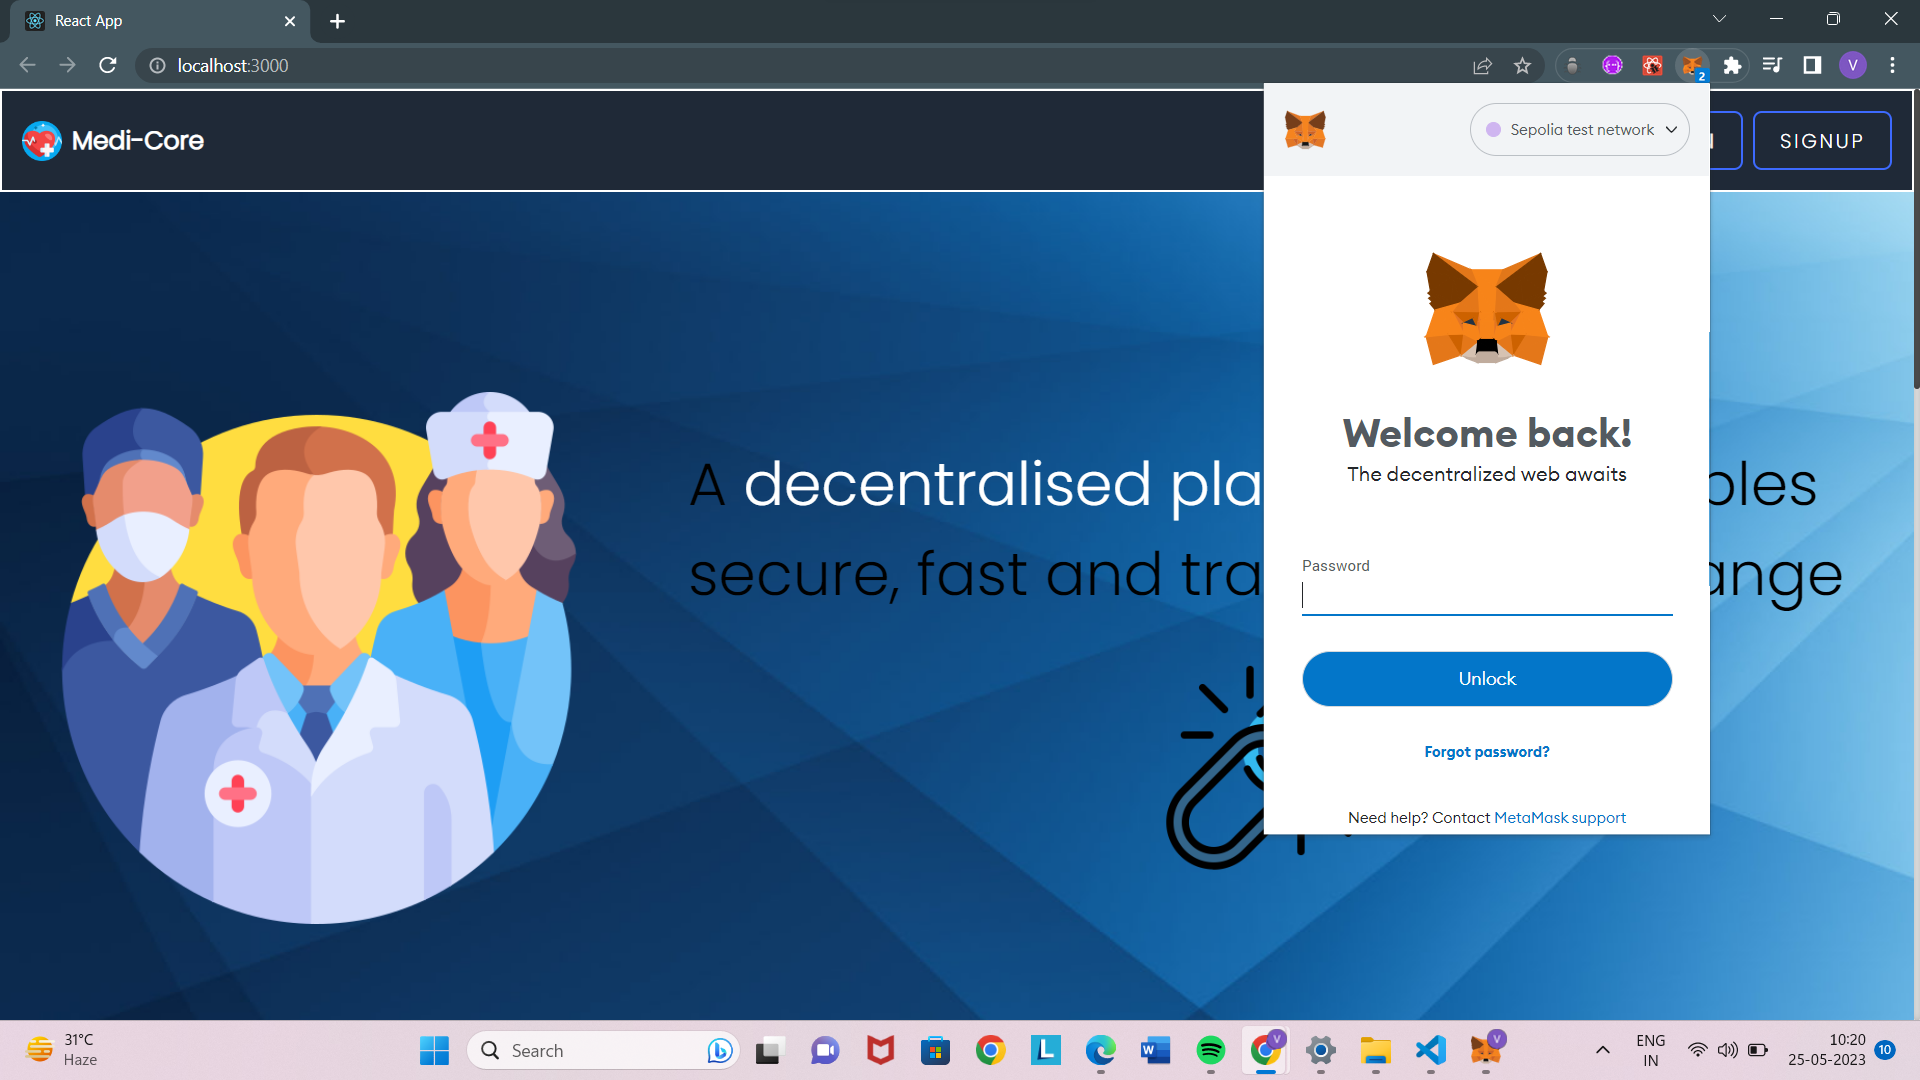 React App
localhost:3000
2
V
Medi-Core
Sepolia test network
N
SIGNUP
Welcome back!
The decentralized web awaits
A decentralised pla
bles
secure, fast and tra
ange
Password
Unlock
Forgot password?
Need help? Contact MetaMask support
31°C
Haze
Search
L
W
V
V
ENG
IN
10:20
25-05-2023
10